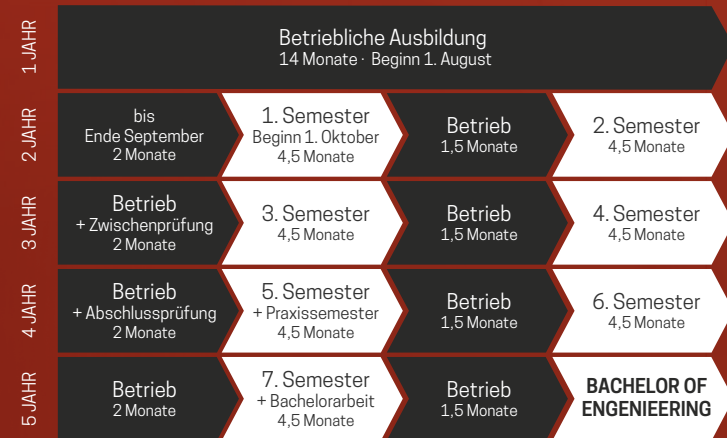 1 JAHR
Betriebliche Ausbildung
14 Monate · Beginn 1. August
2 JAHR
bis
Ende September
2 Monate
1. Semester
Beginn 1. Oktober
4,5 Monate
Betrieb
1,5 Monate
2. Semester
4,5 Monate
3 JAHR
Betrieb
+ Zwischenprüfung
2 Monate
3. Semester
4,5 Monate
Betrieb
1,5 Monate
4. Semester
4,5 Monate
4 JAHR
Betrieb
+ Abschlussprüfung
2 Monate
5. Semester
+ Praxissemester
4,5 Monate
Betrieb
1,5 Monate
6. Semester
4,5 Monate
5 JAHR
Betrieb
2 Monate
7. Semester
+ Bachelorarbeit
4,5 Monate
Betrieb
1,5 Monate
BACHELOR OF
ENGENIEERING